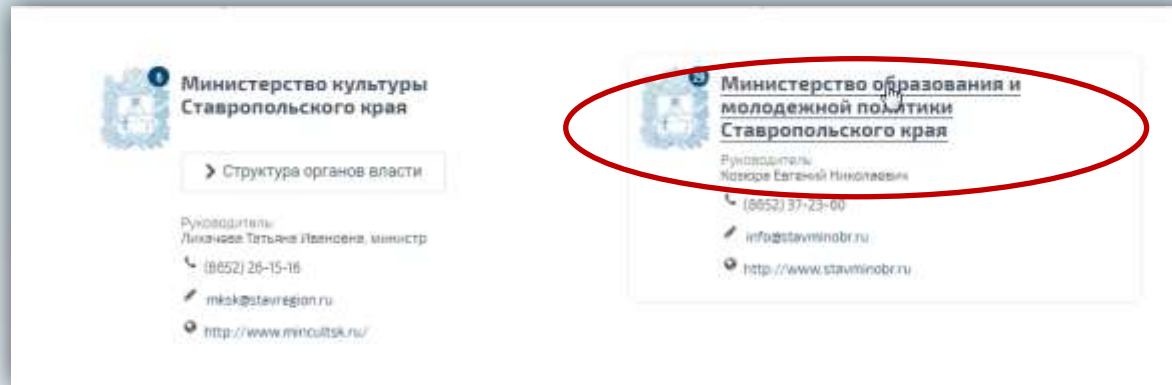 Министерство культуры
Ставропольского края
Структура органов власти
Руководитель:
Лихачева Татьяна Ивановна, министр
(8652) 26-15-16
mksk@stavregion.ru
http://www.mincultsk.ru/
Министерство образования и
молодежной политики
Ставропольского края
Руководитель:
Козюра Евгений Николаевич
(8652) 37-23-60
info@stavminobr.ru
http://www.stavminobr.ru